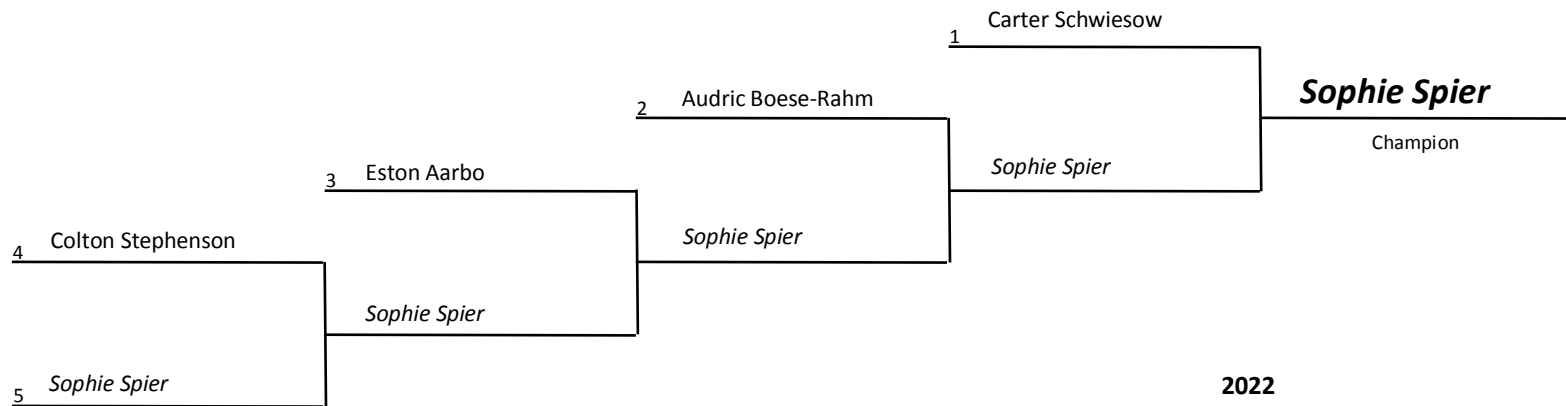 Carter Schwiesow
1
Sophie Spier
Audric Boese-Rahm
2
Champion
Eston Aarbo
3
Sophie Spier
Colton Stephenson
4
Sophie Spier
Sophie Spier
Sophie Spier
5
2022